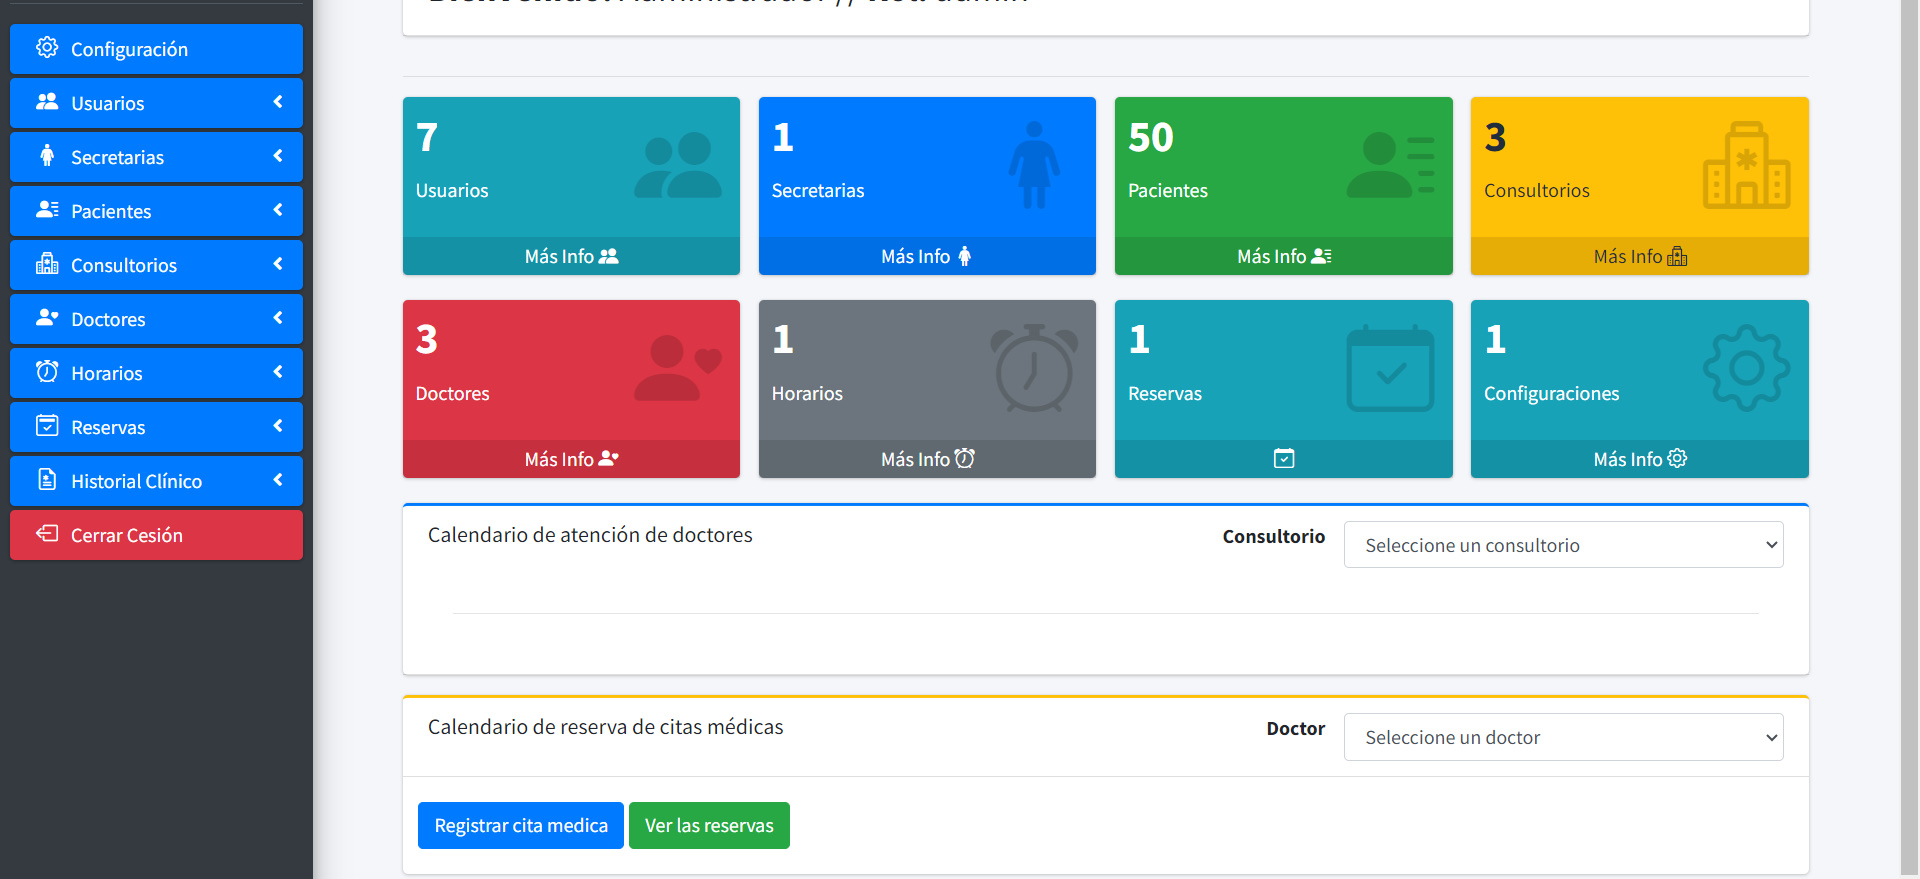 Configuración
Usuarios
Secretarias
Pacientes
Consultorios
Doctores
Horarios
Reservas
Historial Clínico
Cerrar Cesión
7
Usuarios
Más Info
1
Secretarias
Más Info
50
Pacientes
Más Info
3
Consultorios
Más Info
3
Doctores
Más Info
1
Horarios
Más Info
1
Reservas
1
Configuraciones
Más Info
Calendario de atención de doctores
Consultorio
Seleccione un consultorio
Calendario de reserva de citas médicas
Doctor
Seleccione un doctor
Registrar cita medica
Ver las reservas